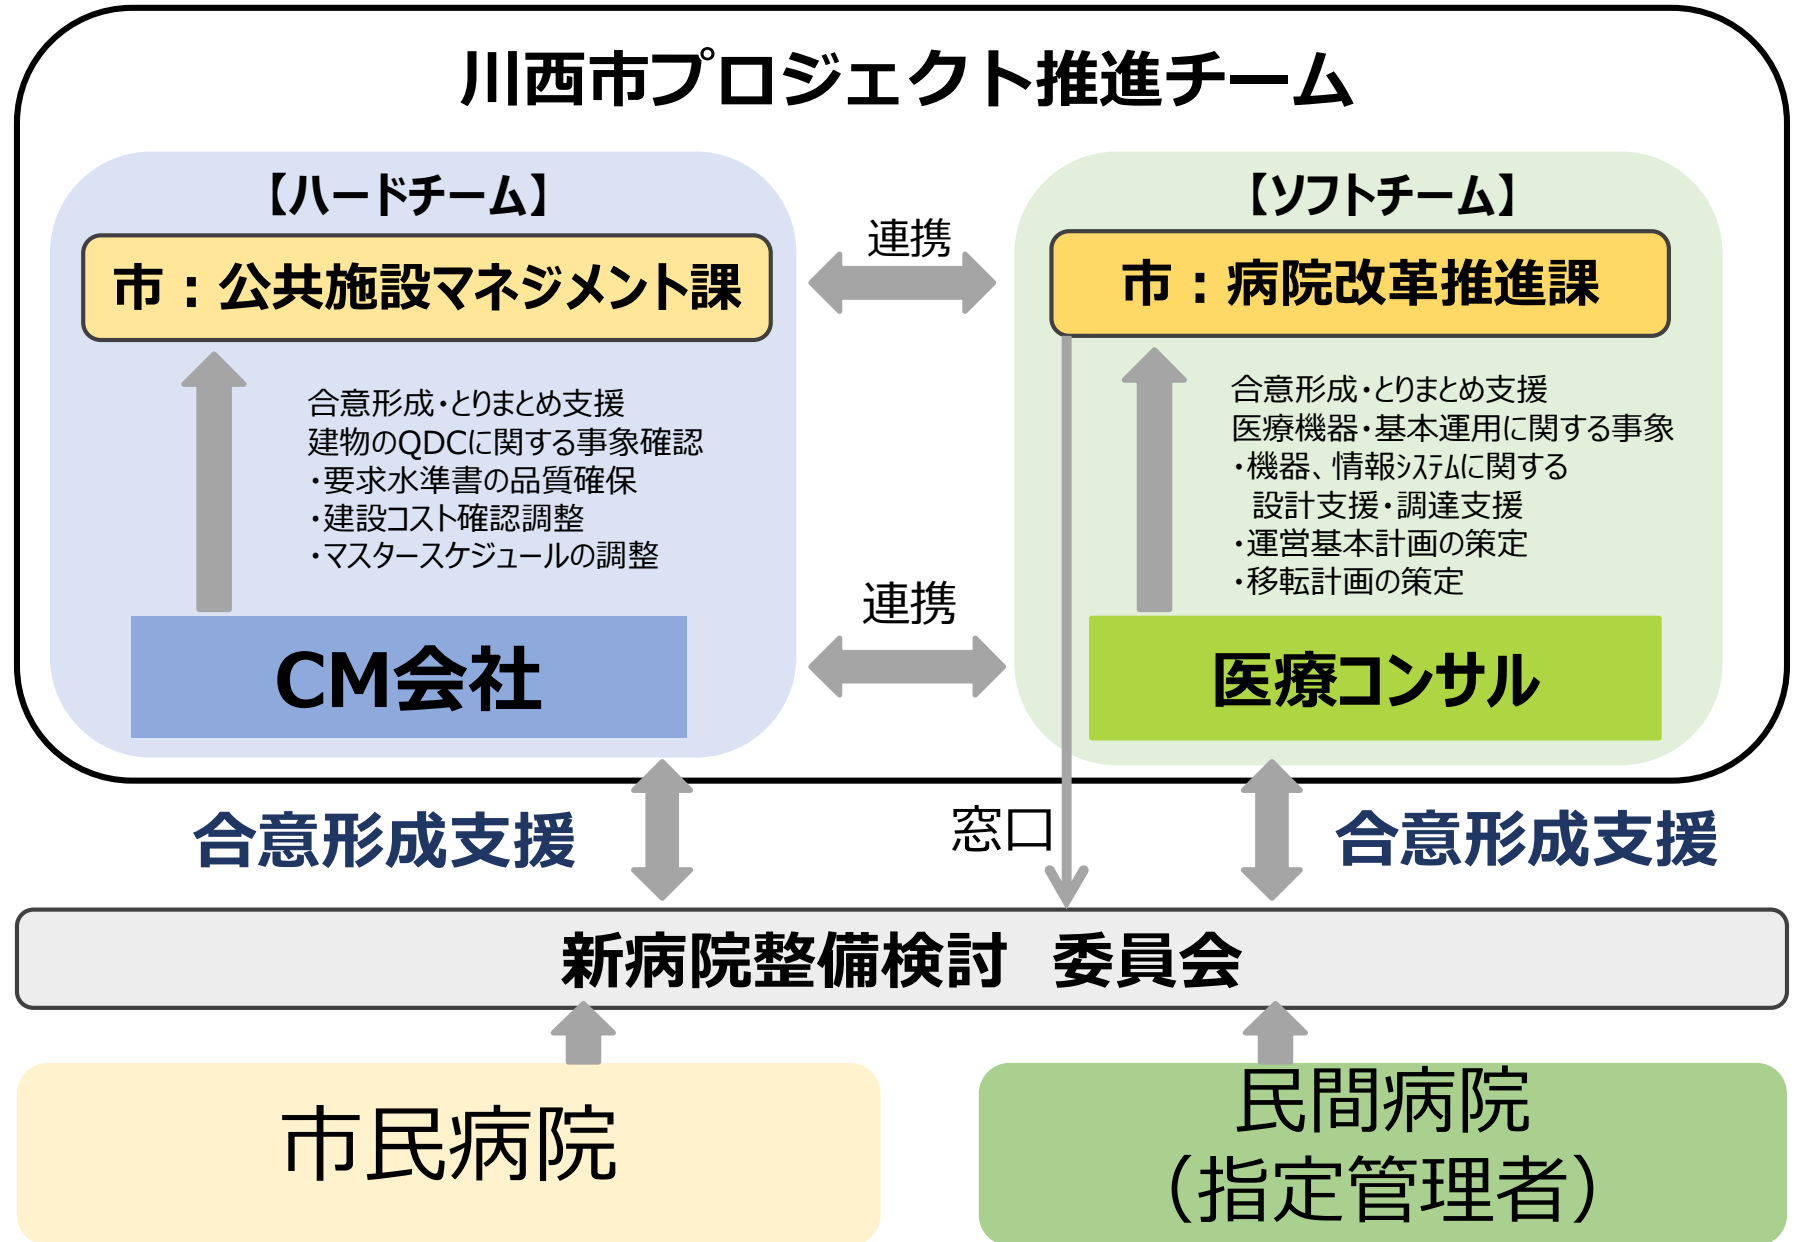 川西市プロジェクト推進チーム
【ハードチーム】
市：公共施設マネジメント課
合意形成・とりまとめ支援
建物のQDCに関する事象確認
・要求水準書の品質確保
・建設コスト確認調整
・マスタースケジュールの調整
CM会社
連携
連携
【ソフトチーム】
市：病院改革推進課
合意形成・とりまとめ支援
医療機器・基本運用に関する事象
・機器、情報ｼｽﾃﾑに関する
設計支援・調達支援
・運営基本計画の策定
・移転計画の策定
医療コンサル
合意形成支援
窓口
合意形成支援
新病院整備検討　委員会
市民病院
民間病院
（指定管理者）